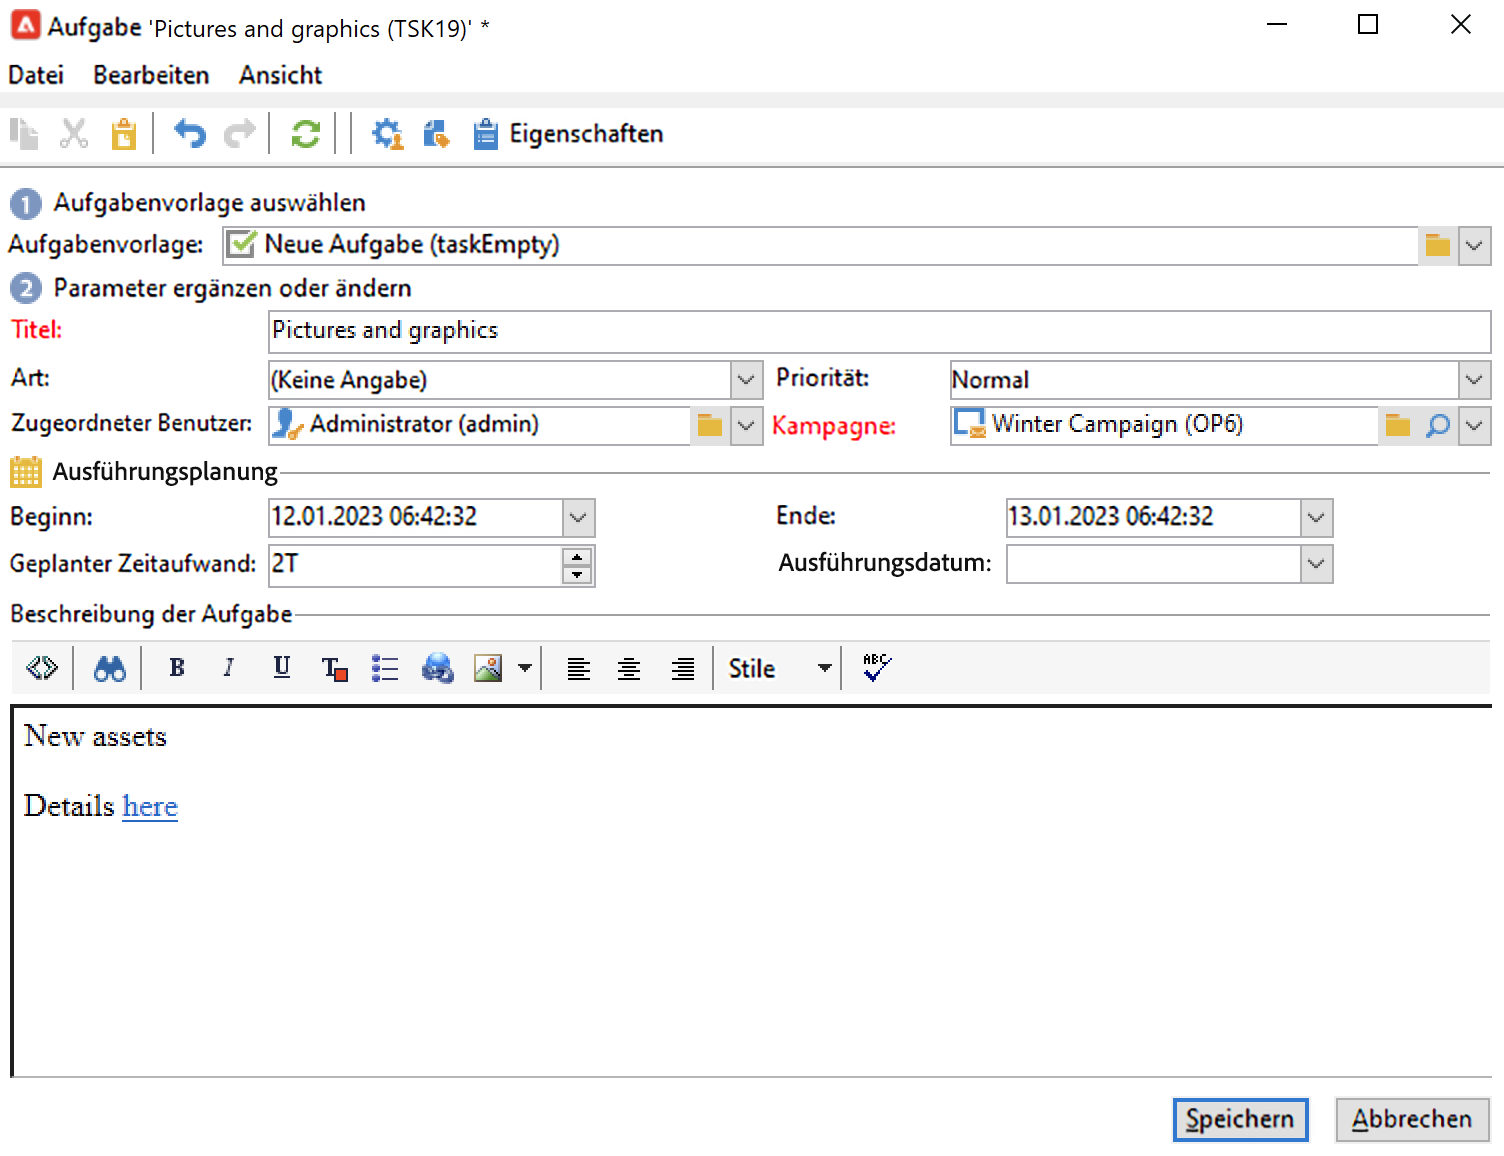 Aufgabe 'Pictures and graphics (TSK19)' *
Datei Bearbeiten Ansicht
Eigenschaften
1 Aufgabenvorlage auswählen
Aufgabenvorlage: Neue Aufgabe (taskEmpty)
2 Parameter ergänzen oder ändern
Titel: Pictures and graphics
Art: (Keine Angabe) Priorität: Normal
Zugeordneter Benutzer: Administrator (admin) Kampagne: Winter Campaign (OP6)
Ausführungsplanung
Beginn: 12.01.2023 06:42:32 Ende: 13.01.2023 06:42:32
Geplanter Zeitaufwand: 2T Ausführungsdatum:
Beschreibung der Aufgabe
B I U T Stile ABC
New assets
Details here
Speichern Abbrechen